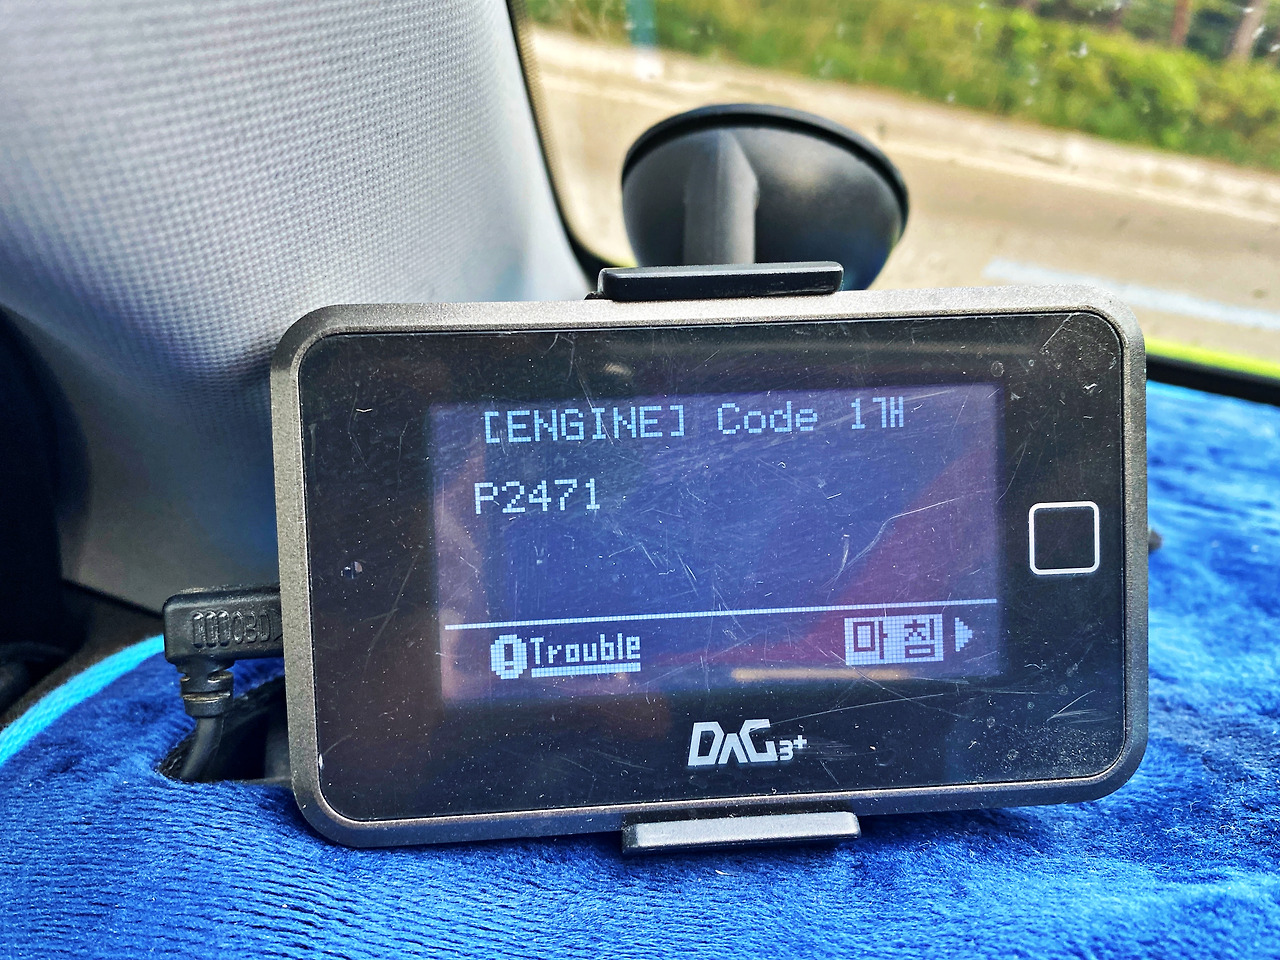 [ENGINE] Code 1개
P2471
Trouble
마침
DAG3+